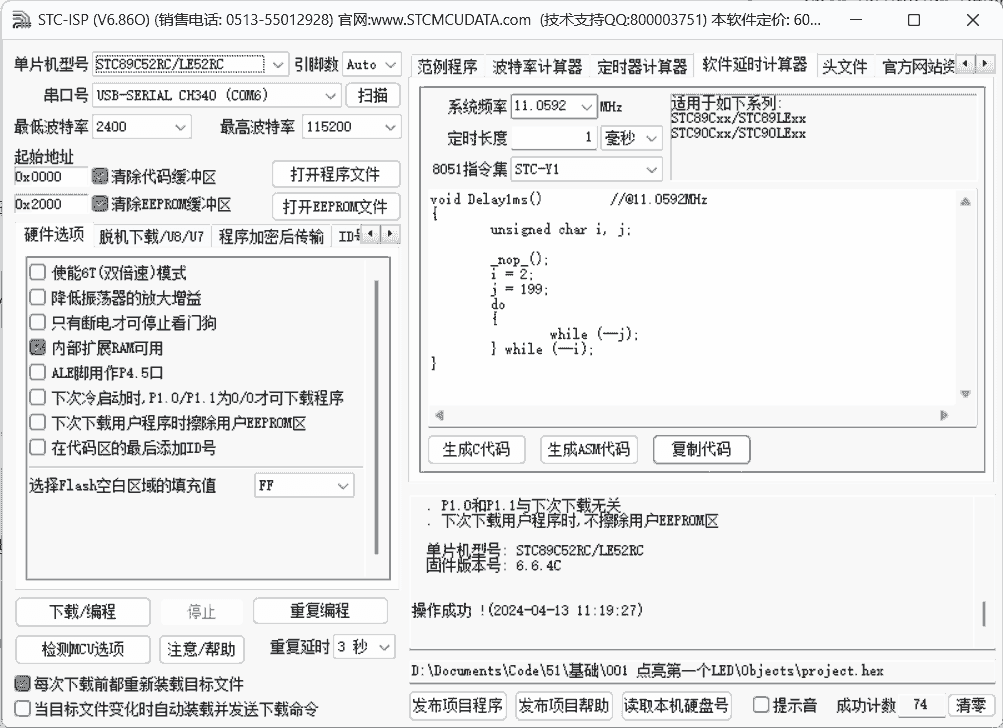 STC-ISP (V6.86O) (销售电话: 0513-55012928) 官网:www.STCMCUDATA.com (技术支持QQ:800003751) 本软件定价: 60...
单片机型号 STC89C52RC/LE52RC 引脚数 Auto
串口号 USB-SERIAL CH340 (COM6) 扫描
最低波特率 2400 最高波特率 115200
起始地址
0x0000 清除代码缓冲区 打开程序文件
0x2000 清除EEPROM缓冲区 打开EEPROM文件
硬件选项 脱机下载/U8/U7 程序加密后传输
使能6T(双倍速)模式
降低振荡器的放大增益
只有断电才可停止看门狗
内部扩展RAM可用
ALE脚用作P4.5口
下次冷启动时,P1.0/P1.1为0/0才可下载程序
下次下载用户程序时擦除用户EEPROM区
在代码区的最后添加ID号
选择Flash空白区域的填充值 FF
下载/编程 停止 重复编程
检测MCU选项 注意/帮助 重复延时 3 秒
每次下载前都重新装载目标文件
当目标文件变化时自动装载并发送下载命令
范例程序 波特率计算器 定时器计算器 软件延时计算器 头文件 官方网站资
系统频率 11.0592 MHz
定时长度 1 毫秒
8051指令集 STC-Y1
适用于如下系列:
STC89Cxx/STC89LExx
STC90Cxx/STC90LExx
void Delay1ms() //@11.0592MHz
{
unsigned char i, j;
_nop_();
i = 2;
j = 199;
do
{
while (--j);
} while (--i);
}
生成C代码 生成ASM代码 复制代码
. P1.0和P1.1与下次下载无关
. 下次下载用户程序时,不擦除用户EEPROM区
单片机型号: STC89C52RC/LE52RC
固件版本号: 6.6.4C
操作成功 !(2024-04-13 11:19:27)
D:\Documents\Code\51\基础\001 点亮第一个LED\Objects\project.hex
发布项目程序 发布项目帮助 读取本机硬盘号 提示音 成功计数 74 清零